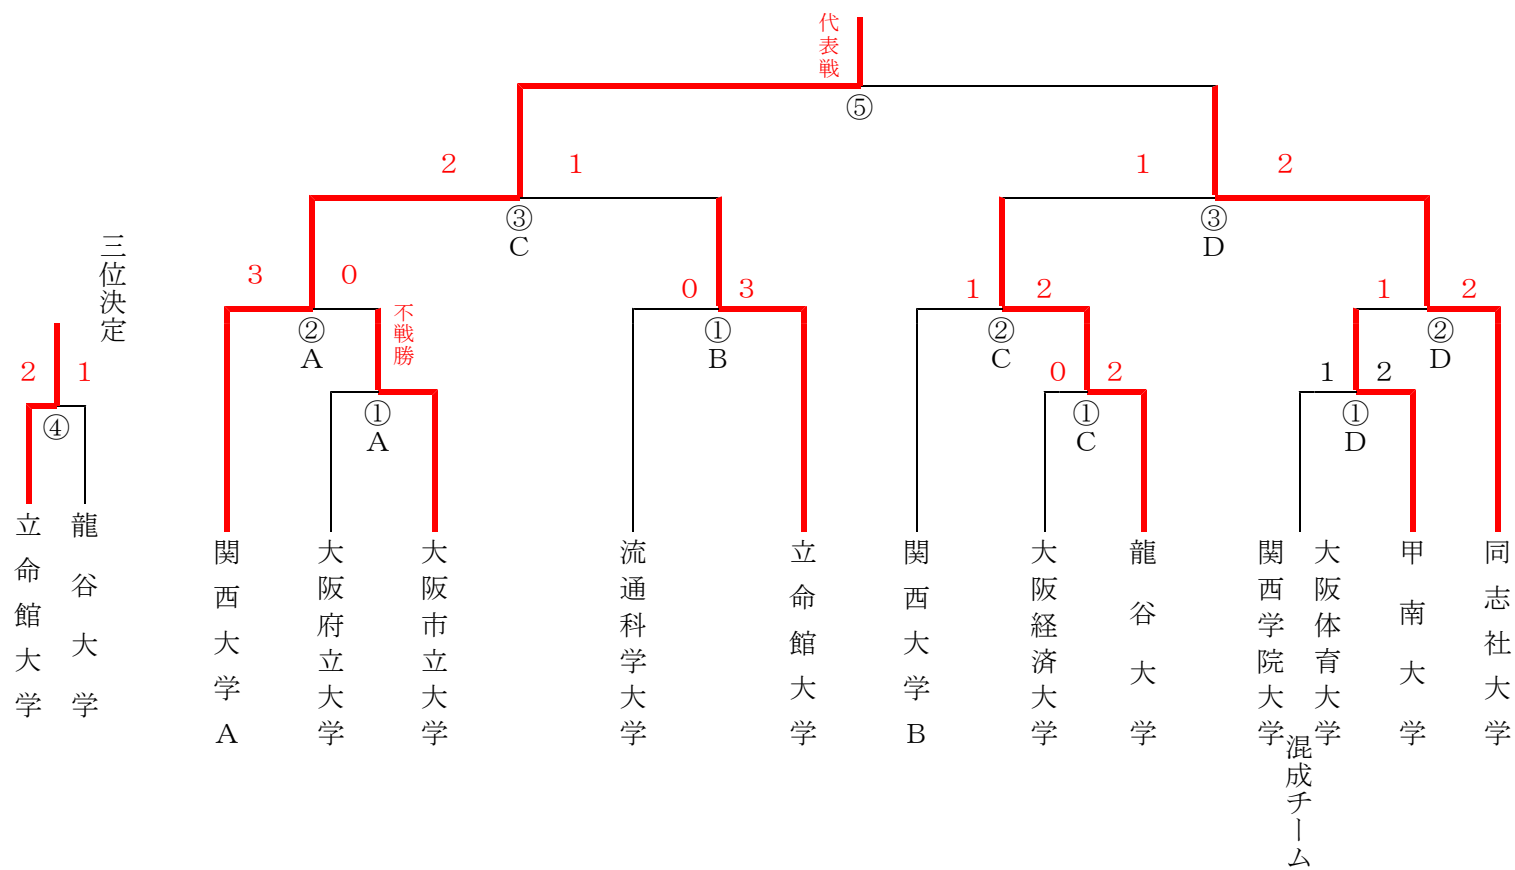 代表戦
⑤
２ １
１ ２
③
C
③
D
三位決定
３ ０
０ ３
１ ２
１ ２
不戦勝
②
A
①
B
②
C
②
D
２ １
０ ２
１ ２
④
①
A
①
C
①
D
立命館大学
龍谷大学
関西大学A
大阪府立大学
大阪市立大学
流通科学大学
立命館大学
関西大学B
大阪経済大学
龍谷大学
関西学院大学
大阪体育大学
混成チーム
甲南大学
同志社大学